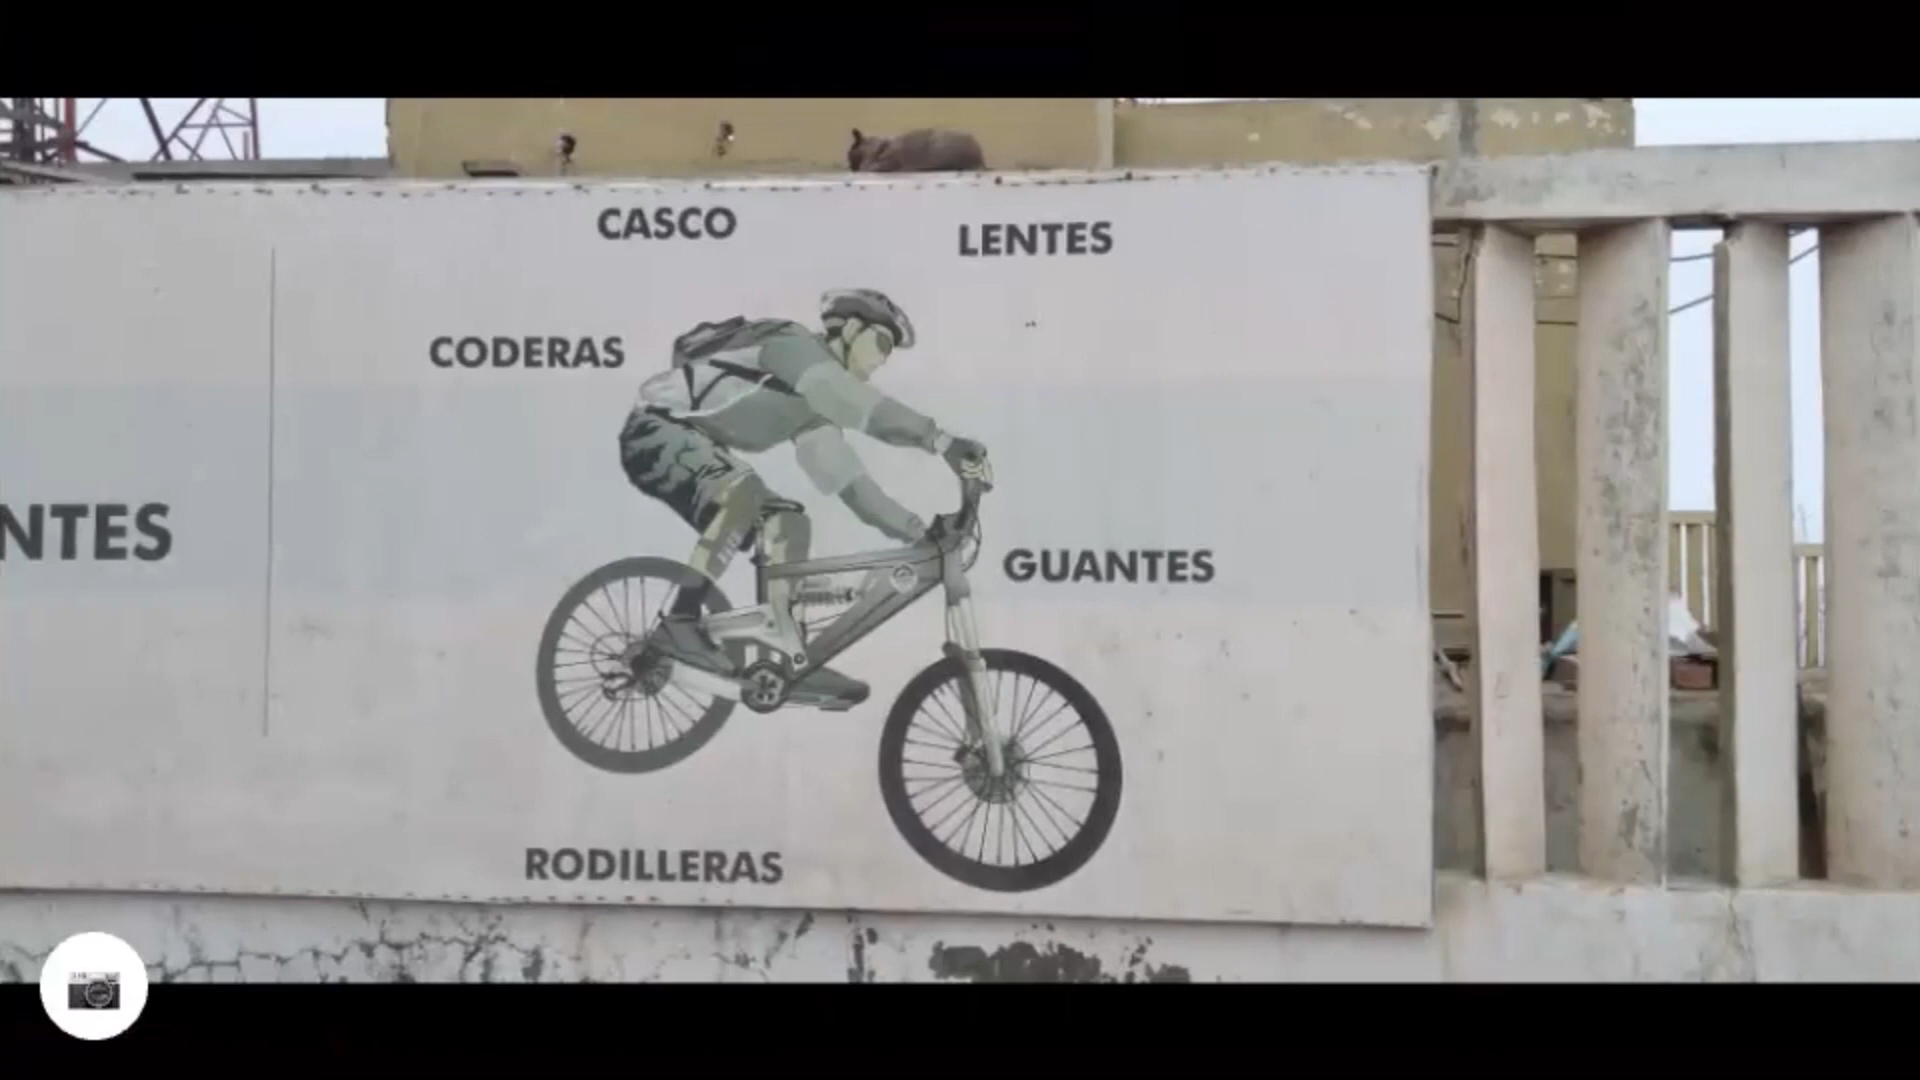 CASCO
LENTES
CODERAS
NTES
GUANTES
RODILLERAS